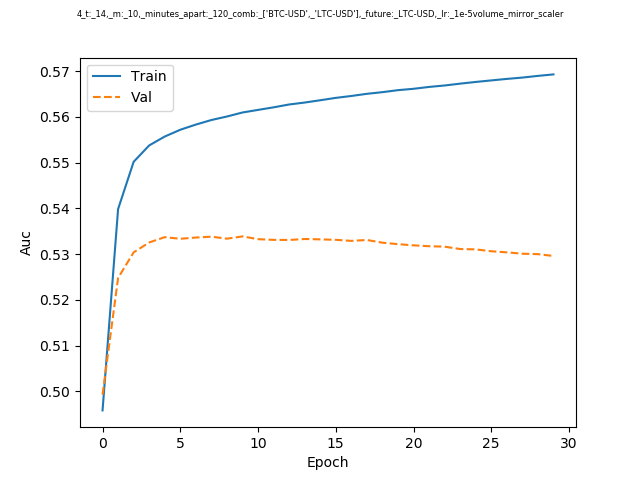 4_t:_14,_m:_10,_minutes_apart:_120_comb:_['BTC-USD',_'LTC-USD'],_future:_LTC-USD,_lr:_1e-5volume_mirror_scaler
Train
Val
0.57
0.56
0.55
0.54
0.53
0.52
0.51
0.50
Auc
0 5 10 15 20 25 30
Epoch